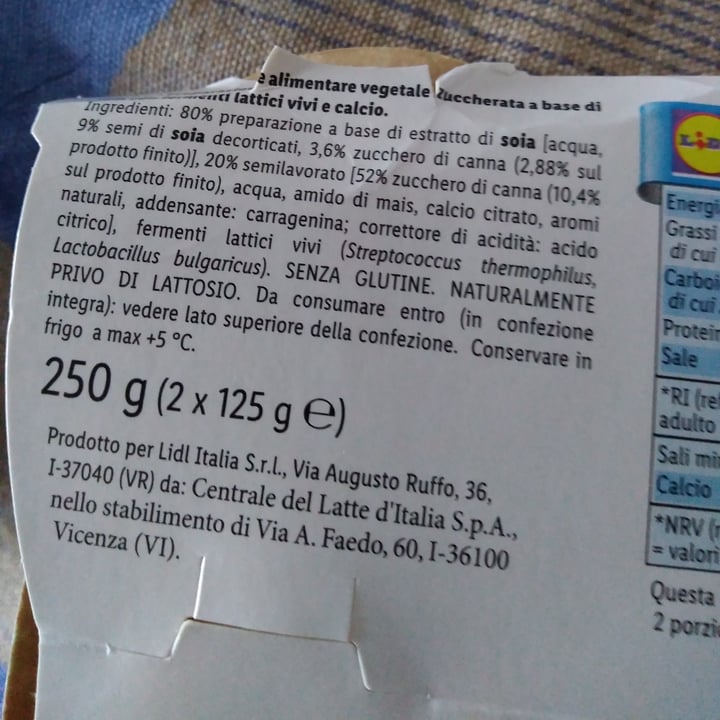 e alimentare vegetale zuccherata a base di
lattici vivi e calcio.
Ingredienti: 80% preparazione a base di estratto di soia [acqua,
9% semi di soia decorticati, 3,6% zucchero di canna (2,88% sul
prodotto finito)], 20% semilavorato [52% zucchero di canna (10,4%
sul prodotto finito), acqua, amido di mais, calcio citrato, aromi
naturali, addensante: carragenina; correttore di acidità: acido
citrico], fermenti lattici vivi (Streptococcus thermophilus,
Lactobacillus bulgaricus). SENZA GLUTINE. NATURALMENTE
PRIVO DI LATTOSIO. Da consumare entro (in confezione
integra): vedere lato superiore della confezione. Conservare in
frigo a max +5 °C.
250 g (2 x 125 g ℮)
Prodotto per Lidl Italia S.r.l., Via Augusto Ruffo, 36,
I-37040 (VR) da: Centrale del Latte d'Italia S.p.A.,
nello stabilimento di Via A. Faedo, 60, I-36100
Vicenza (VI).
Energi
Grassi
di cui
Carboi
di cui
Protein
Sale
*RI (re
adulto
Sali mi
Calcio
*NRV (
= valori
Questa
2 porzi